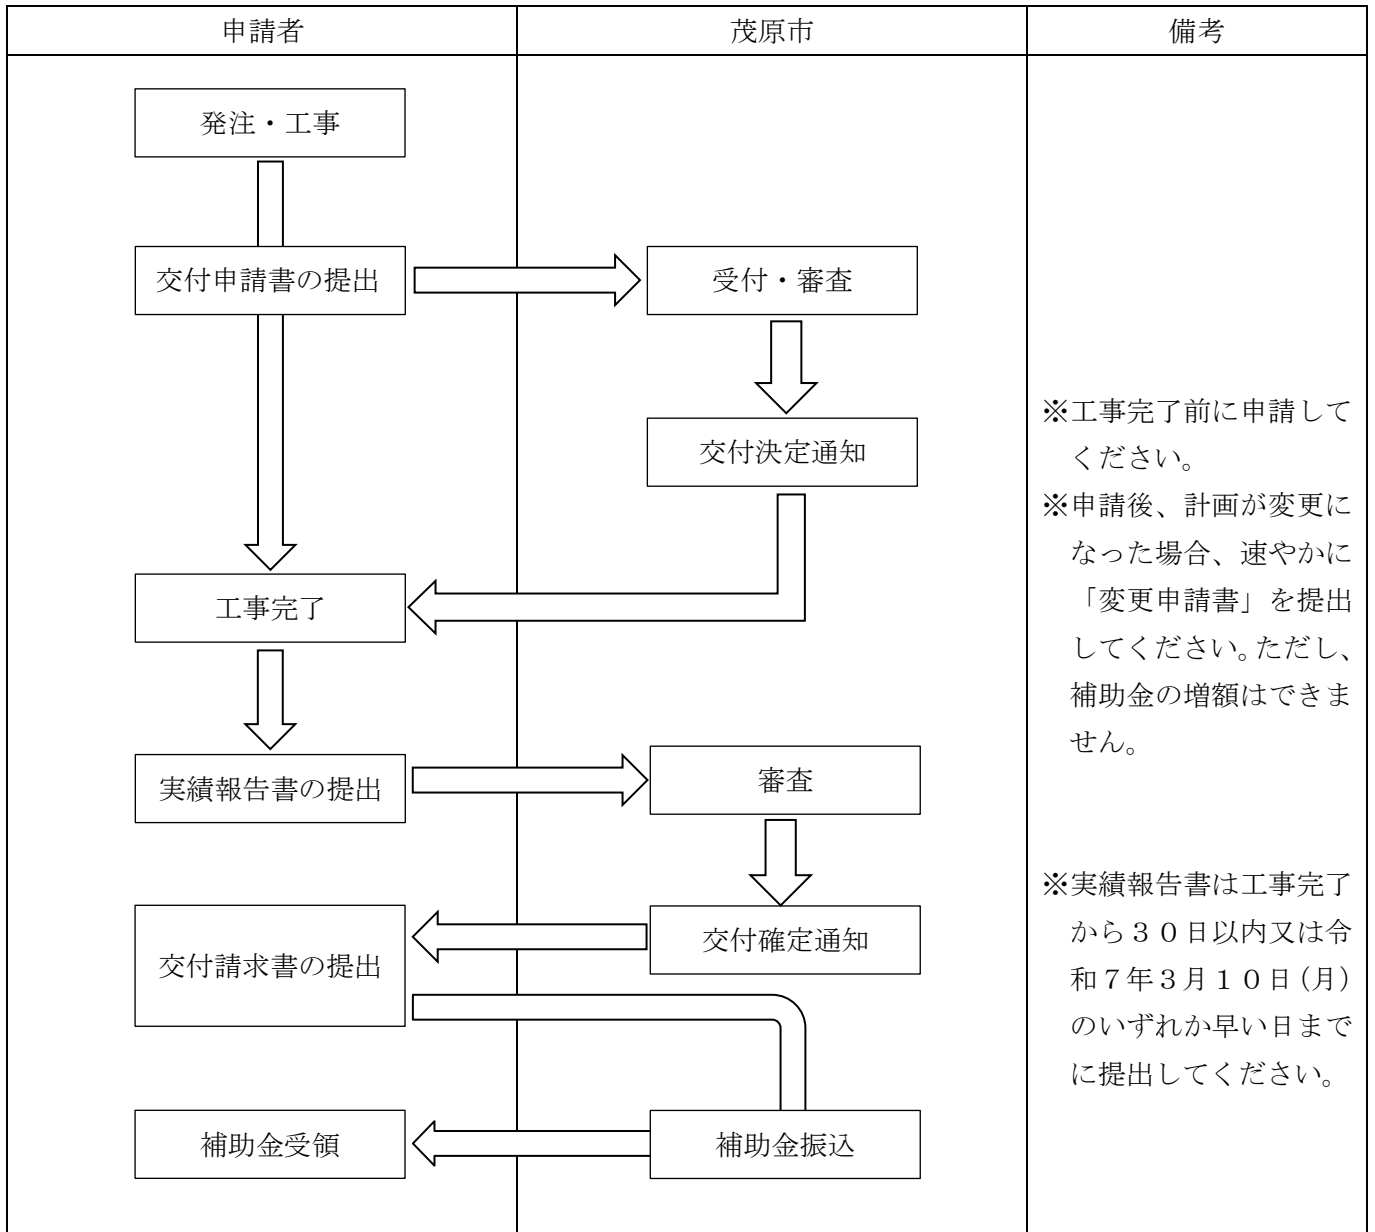 申請者
茂原市
備考
発注・工事
交付申請書の提出
受付・審査
交付決定通知
工事完了
実績報告書の提出
審査
交付確定通知
交付請求書の提出
補助金受領
補助金振込
※工事完了前に申請して
ください。
※申請後、計画が変更に
なった場合、速やかに
「変更申請書」を提出
してください。ただし、
補助金の増額はできま
せん。
※実績報告書は工事完了
から３０日以内又は令
和７年３月１０日（月）
のいずれか早い日まで
に提出してください。